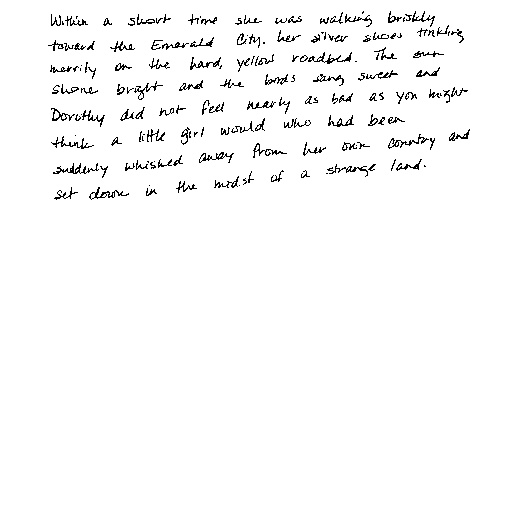 Within a short time she was walking briskly
toward the Emerald City, her silver shoes tinkling
merrily on the hard, yellow roadbed. The sun
shone bright and the birds sang sweet and
Dorothy did not feel nearly as bad as you might
think a little girl would who had been
suddenly whisked away from her own country and
set down in the midst of a strange land.